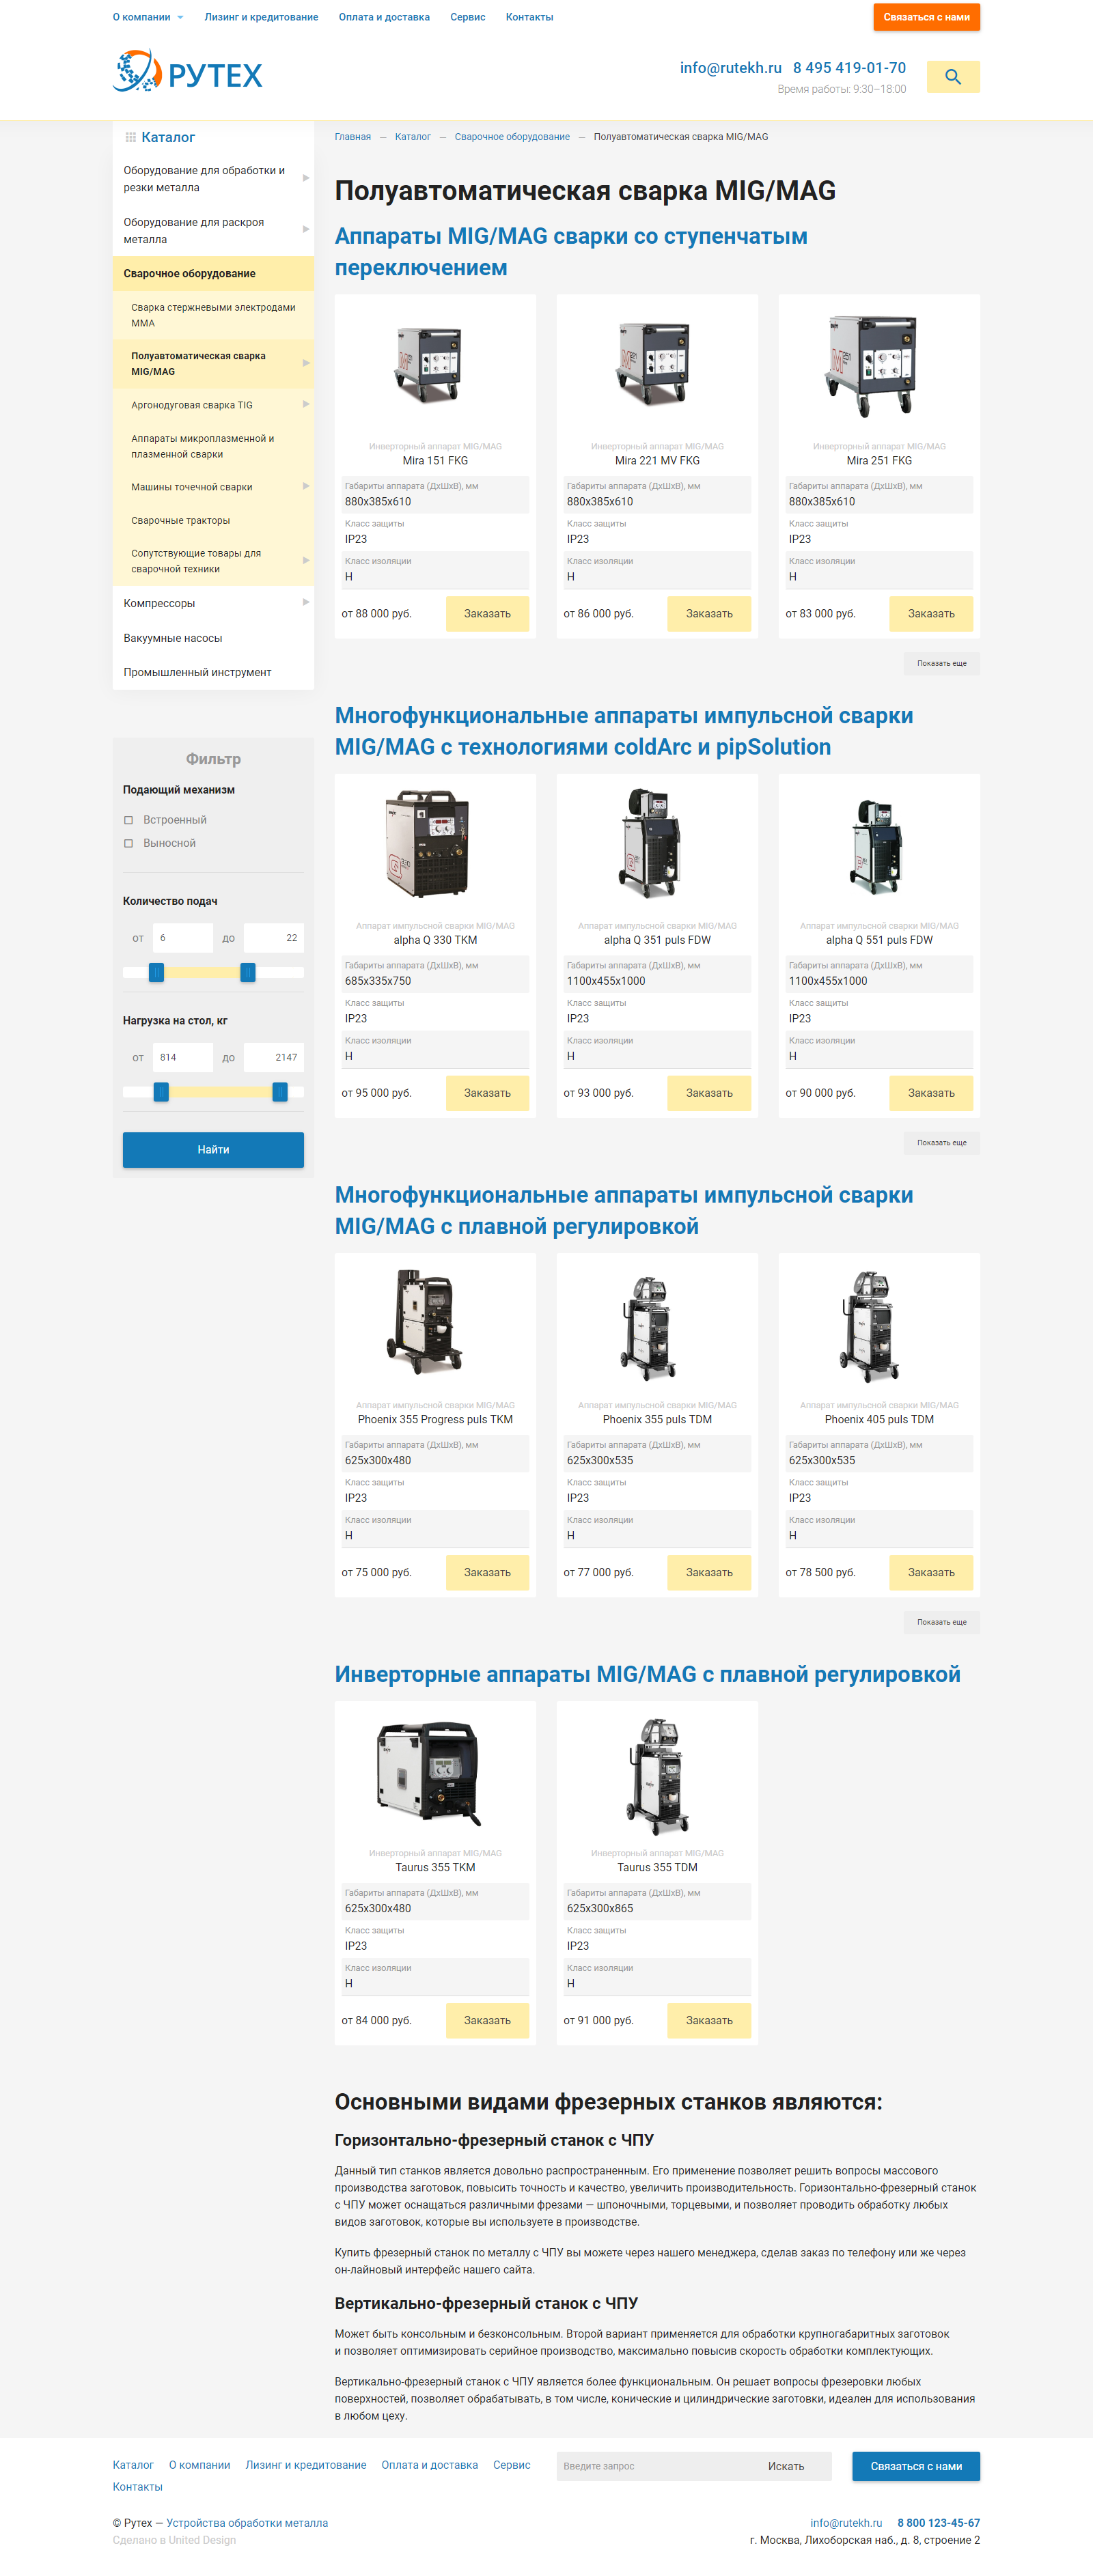 О компании
Лизинг и кредитование
Оплата и доставка
Сервис
Контакты
Связаться с нами
РУТЕХ
info@rutekh.ru 8 495 419-01-70
Время работы: 9:30–18:00
Каталог
Оборудование для обработки и
резки металла
Оборудование для раскроя
металла
Сварочное оборудование
Сварка стержневыми электродами
MMA
Полуавтоматическая сварка
MIG/MAG
Аргонодуговая сварка TIG
Аппараты микроплазменной и
плазменной сварки
Машины точечной сварки
Сварочные тракторы
Сопутствующие товары для
сварочной техники
Компрессоры
Вакуумные насосы
Промышленный инструмент
Фильтр
Подающий механизм
Встроенный
Выносной
Количество подач
от 6 до 22
Нагрузка на стол, кг
от 814 до 2147
Найти
Главная — Каталог — Сварочное оборудование — Полуавтоматическая сварка MIG/MAG
Полуавтоматическая сварка MIG/MAG
Аппараты MIG/MAG сварки со ступенчатым
переключением
Инверторный аппарат MIG/MAG
Mira 151 FKG
Габариты аппарата (ДхШхВ), мм
880х385х610
Класс защиты
IP23
Класс изоляции
H
от 88 000 руб.
Заказать
Инверторный аппарат MIG/MAG
Mira 221 MV FKG
Габариты аппарата (ДхШхВ), мм
880х385х610
Класс защиты
IP23
Класс изоляции
H
от 86 000 руб.
Заказать
Инверторный аппарат MIG/MAG
Mira 251 FKG
Габариты аппарата (ДхШхВ), мм
880х385х610
Класс защиты
IP23
Класс изоляции
H
от 83 000 руб.
Заказать
Показать еще
Многофункциональные аппараты импульсной сварки
MIG/MAG с технологиями coldArc и pipSolution
Аппарат импульсной сварки MIG/MAG
alpha Q 330 TKM
Габариты аппарата (ДхШхВ), мм
685х335х750
Класс защиты
IP23
Класс изоляции
H
от 95 000 руб.
Заказать
Аппарат импульсной сварки MIG/MAG
alpha Q 351 puls FDW
Габариты аппарата (ДхШхВ), мм
1100х455х1000
Класс защиты
IP23
Класс изоляции
H
от 93 000 руб.
Заказать
Аппарат импульсной сварки MIG/MAG
alpha Q 551 puls FDW
Габариты аппарата (ДхШхВ), мм
1100х455х1000
Класс защиты
IP23
Класс изоляции
H
от 90 000 руб.
Заказать
Показать еще
Многофункциональные аппараты импульсной сварки
MIG/MAG с плавной регулировкой
Аппарат импульсной сварки MIG/MAG
Phoenix 355 Progress puls TKM
Габариты аппарата (ДхШхВ), мм
625х300х480
Класс защиты
IP23
Класс изоляции
H
от 75 000 руб.
Заказать
Аппарат импульсной сварки MIG/MAG
Phoenix 355 puls TDM
Габариты аппарата (ДхШхВ), мм
625х300х535
Класс защиты
IP23
Класс изоляции
H
от 77 000 руб.
Заказать
Аппарат импульсной сварки MIG/MAG
Phoenix 405 puls TDM
Габариты аппарата (ДхШхВ), мм
625х300х535
Класс защиты
IP23
Класс изоляции
H
от 78 500 руб.
Заказать
Показать еще
Инверторные аппараты MIG/MAG с плавной регулировкой
Инверторный аппарат MIG/MAG
Taurus 355 TKM
Габариты аппарата (ДхШхВ), мм
625х300х480
Класс защиты
IP23
Класс изоляции
H
от 84 000 руб.
Заказать
Инверторный аппарат MIG/MAG
Taurus 355 TDM
Габариты аппарата (ДхШхВ), мм
625х300х865
Класс защиты
IP23
Класс изоляции
H
от 91 000 руб.
Заказать
Основными видами фрезерных станков являются:
Горизонтально-фрезерный станок с ЧПУ
Данный тип станков является довольно распространенным. Его применение позволяет решить вопросы массового
производства заготовок, повысить точность и качество, увеличить производительность. Горизонтально-фрезерный станок
с ЧПУ может оснащаться различными фрезами — шпоночными, торцевыми, и позволяет проводить обработку любых
видов заготовок, которые вы используете в производстве.
Купить фрезерный станок по металлу с ЧПУ вы можете через нашего менеджера, сделав заказ по телефону или же через
он-лайновый интерфейс нашего сайта.
Вертикально-фрезерный станок с ЧПУ
Может быть консольным и безконсольным. Второй вариант применяется для обработки крупногабаритных заготовок
и позволяет оптимизировать серийное производство, максимально повысив скорость обработки комплектующих.
Вертикально-фрезерный станок с ЧПУ является более функциональным. Он решает вопросы фрезеровки любых
поверхностей, позволяет обрабатывать, в том числе, конические и цилиндрические заготовки, идеален для использования
в любом цеху.
Каталог О компании Лизинг и кредитование Оплата и доставка Сервис
Контакты
Введите запрос
Искать
Связаться с нами
© Рутех — Устройства обработки металла
Сделано в United Design
info@rutekh.ru 8 800 123-45-67
г. Москва, Лихоборская наб., д. 8, строение 2